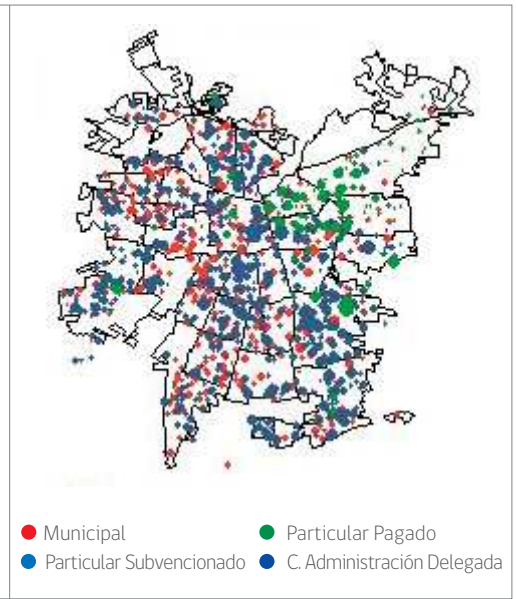 Municipal
Particular Pagado
Particular Subvencionado
C. Administración Delegada